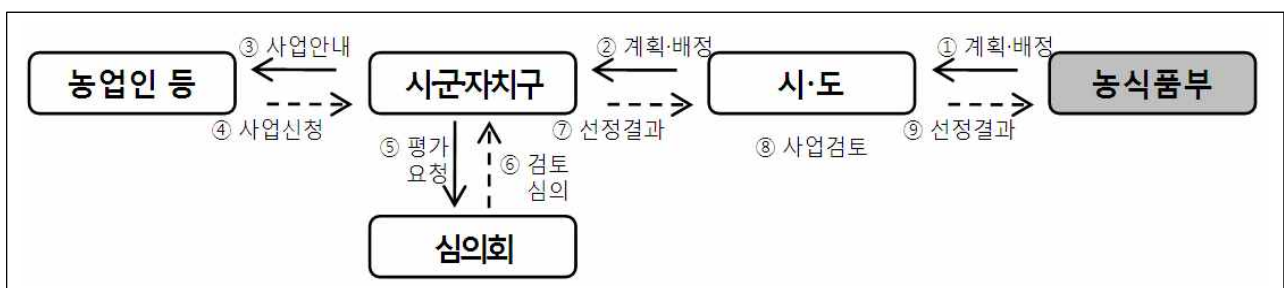 ③ 사업안내
② 계획·배정
① 계획·배정
농업인 등
시·군·자치구
시·도
농식품부
④ 사업신청
⑦ 선정결과
⑨ 선정결과
⑤ 평가
요청
⑥ 검토
심의
⑧ 사업검토
심의회